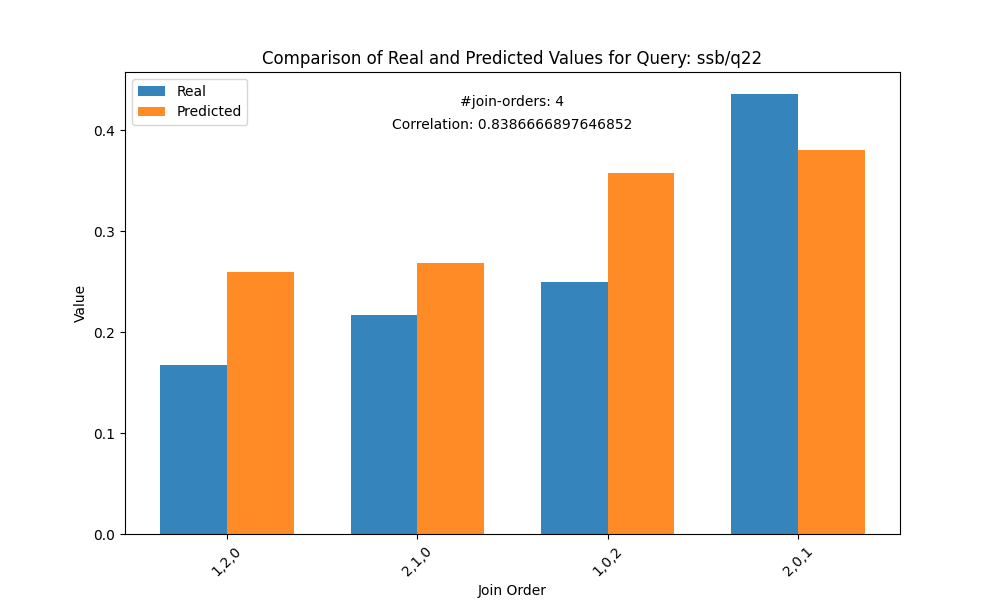 Comparison of Real and Predicted Values for Query: ssb/q22
Real
Predicted
#join-orders: 4
Correlation: 0.8386666897646852
Value
0.4
0.3
0.2
0.1
0.0
1,2,0
2,1,0
1,0,2
2,0,1
Join Order